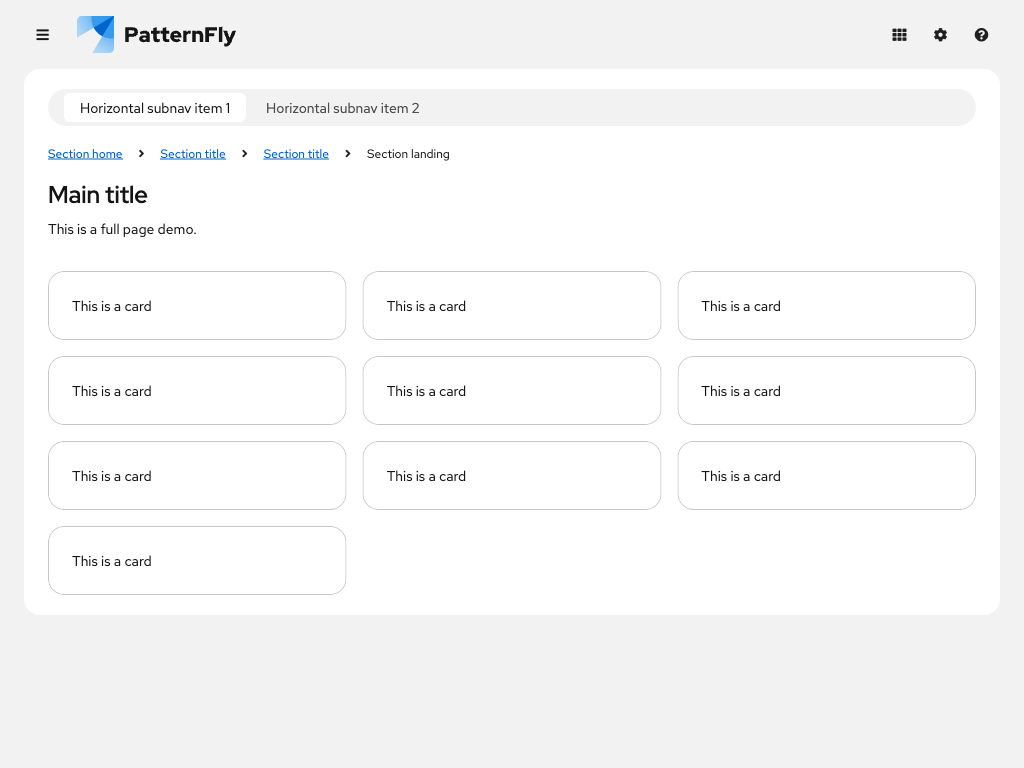 PatternFly
Horizontal subnav item 1 Horizontal subnav item 2
Section home Section title Section title Section landing
Main title
This is a full page demo.
This is a card This is a card This is a card
This is a card This is a card This is a card
This is a card This is a card This is a card
This is a card